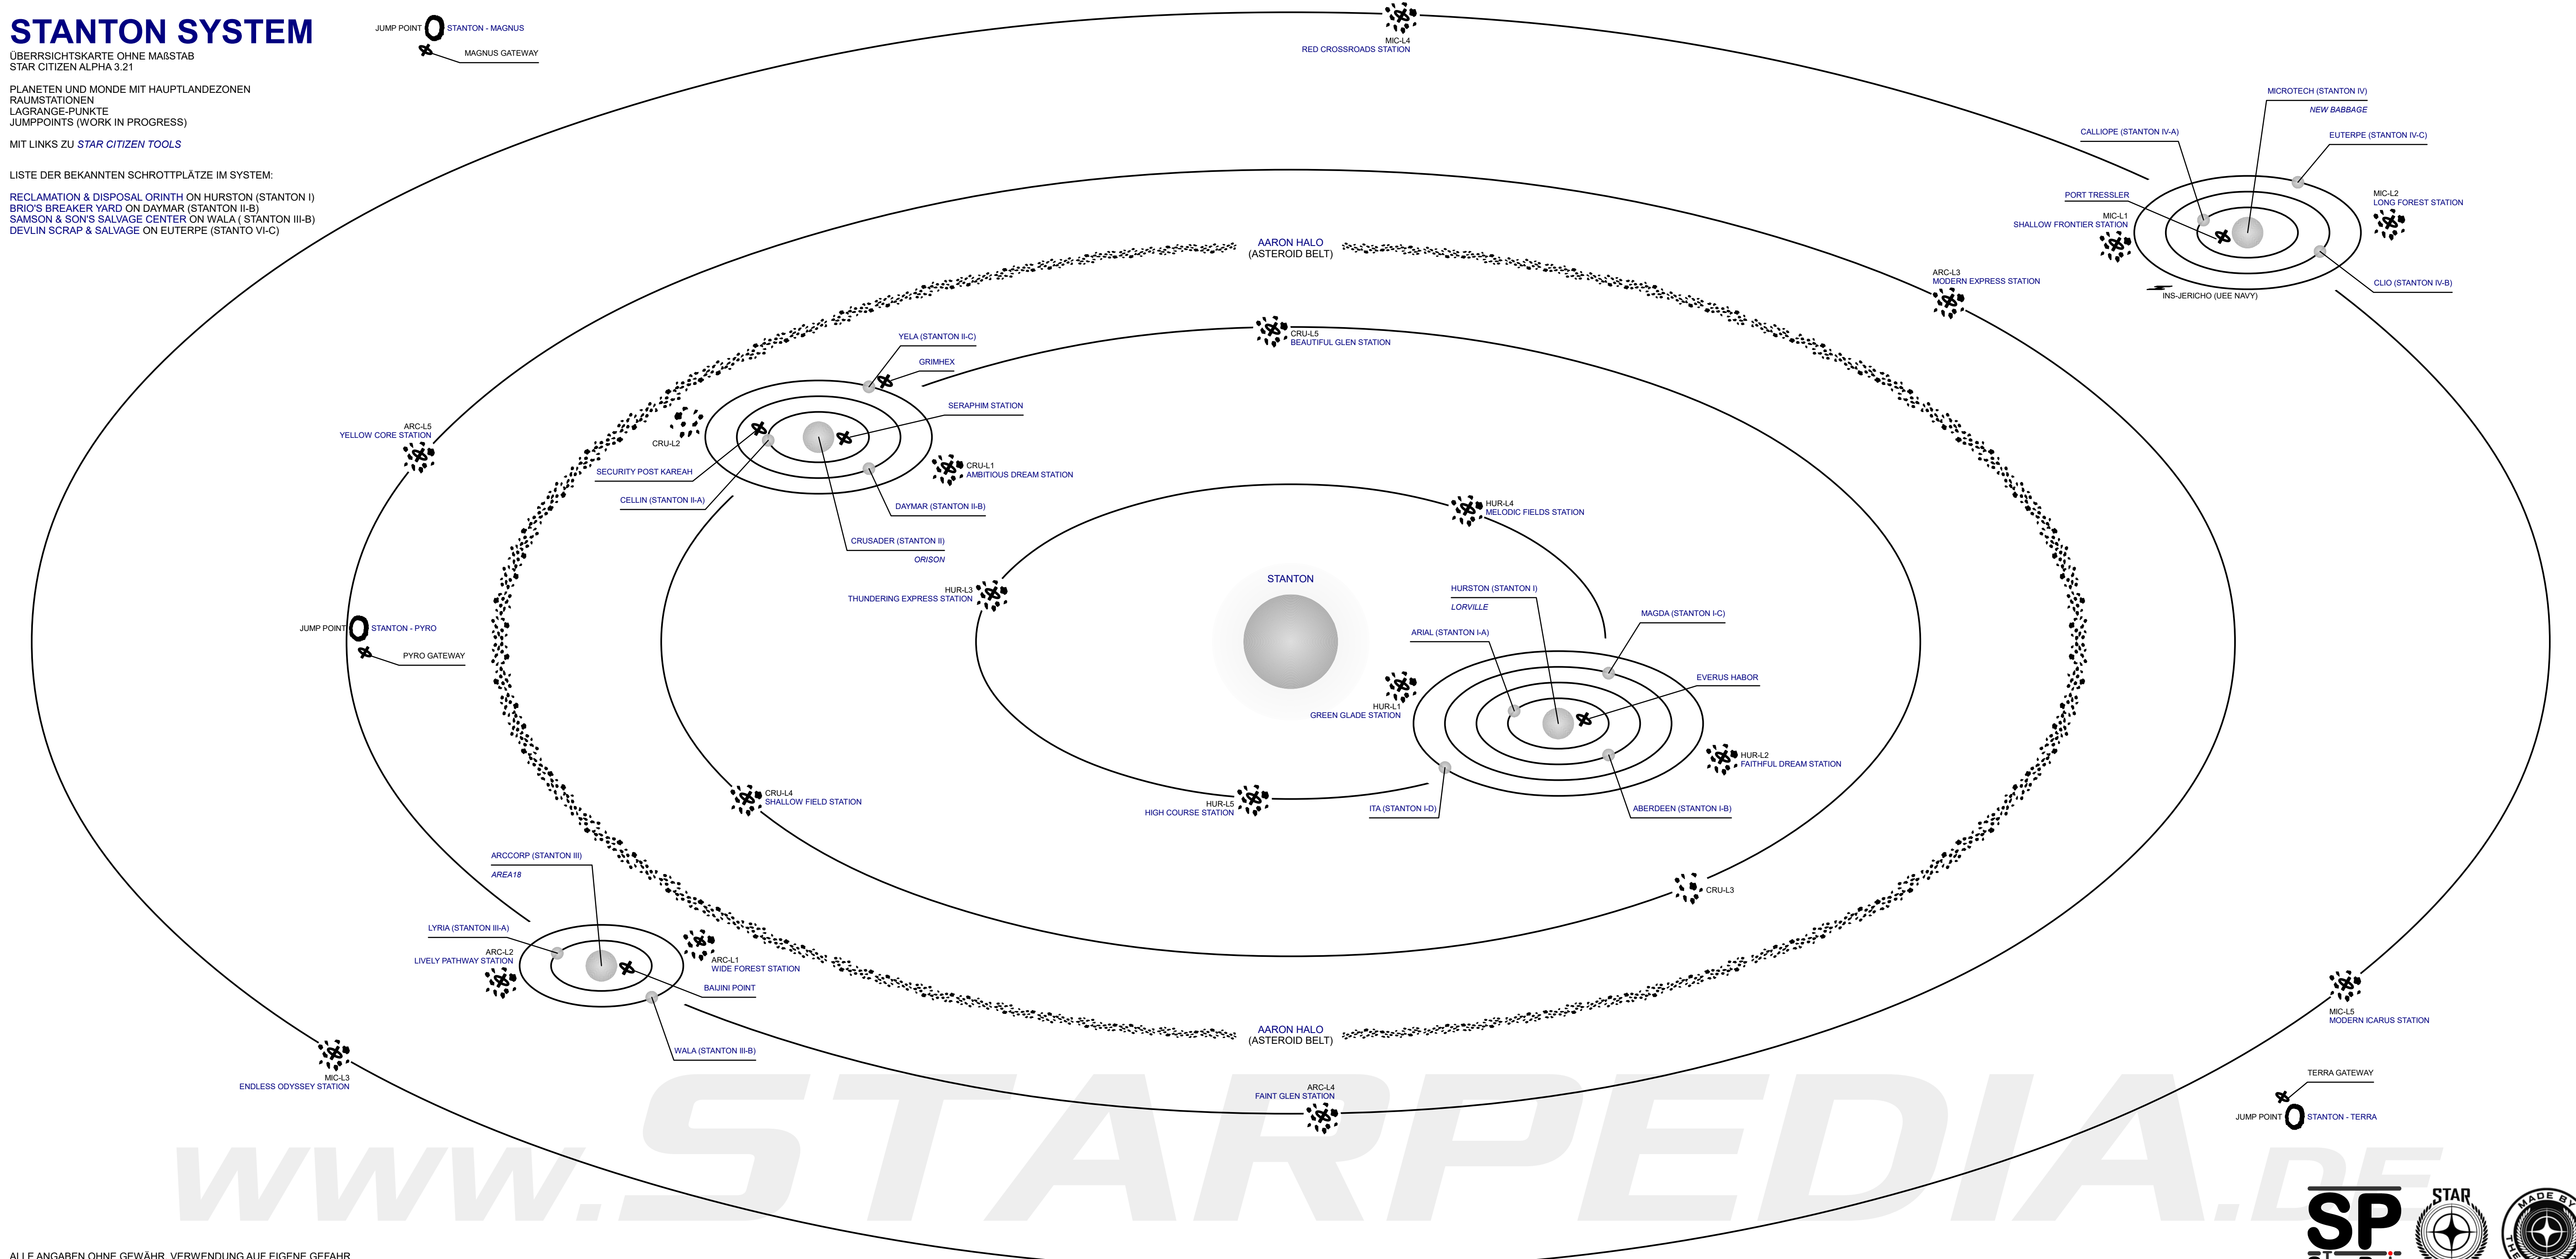 STANTON SYSTEM
ÜBERRSICHTSKARTE OHNE MAßSTAB
STAR CITIZEN ALPHA 3.21
PLANETEN UND MONDE MIT HAUPTLANDEZONEN
RAUMSTATIONEN
LAGRANGE-PUNKTE
JUMPPOINTS (WORK IN PROGRESS)
MIT LINKS ZU STAR CITIZEN TOOLS
LISTE DER BEKANNTEN SCHROTTPLÄTZE IM SYSTEM:
RECLAMATION & DISPOSAL ORINTH ON HURSTON (STANTON I)
BRIO'S BREAKER YARD ON DAYMAR (STANTON II-B)
SAMSON & SON'S SALVAGE CENTER ON WALA ( STANTON III-B)
DEVLIN SCRAP & SALVAGE ON EUTERPE (STANTO VI-C)
JUMP POINT STANTON - MAGNUS
MAGNUS GATEWAY
MIC-L4
RED CROSSROADS STATION
MICROTECH (STANTON IV)
NEW BABBAGE
CALLIOPE (STANTON IV-A)
EUTERPE (STANTON IV-C)
PORT TRESSLER
MIC-L1
SHALLOW FRONTIER STATION
MIC-L2
LONG FOREST STATION
CLIO (STANTON IV-B)
INS-JERICHO (UEE NAVY)
AARON HALO
(ASTEROID BELT)
ARC-L3
MODERN EXPRESS STATION
CRU-L5
BEAUTIFUL GLEN STATION
YELA (STANTON II-C)
GRIMHEX
SERAPHIM STATION
CRU-L2
SECURITY POST KAREAH
CELLIN (STANTON II-A)
CRU-L1
AMBITIOUS DREAM STATION
DAYMAR (STANTON II-B)
CRUSADER (STANTON II)
ORISON
ARC-L5
YELLOW CORE STATION
HUR-L4
MELODIC FIELDS STATION
HUR-L3
THUNDERING EXPRESS STATION
STANTON
HURSTON (STANTON I)
LORVILLE
ARIAL (STANTON I-A)
MAGDA (STANTON I-C)
EVERUS HABOR
HUR-L1
GREEN GLADE STATION
HUR-L2
FAITHFUL DREAM STATION
ITA (STANTON I-D)
ABERDEEN (STANTON I-B)
HUR-L5
HIGH COURSE STATION
JUMP POINT STANTON - PYRO
PYRO GATEWAY
CRU-L4
SHALLOW FIELD STATION
CRU-L3
ARCCORP (STANTON III)
AREA18
LYRIA (STANTON III-A)
ARC-L2
LIVELY PATHWAY STATION
ARC-L1
WIDE FOREST STATION
BAIJINI POINT
WALA (STANTON III-B)
AARON HALO
(ASTEROID BELT)
MIC-L5
MODERN ICARUS STATION
MIC-L3
ENDLESS ODYSSEY STATION
ARC-L4
FAINT GLEN STATION
TERRA GATEWAY
JUMP POINT STANTON - TERRA
WWW.STARPEDIA.DE
SP
STAR
MADE BY
ALLE ANGABEN OHNE GEWÄHR, VERWENDUNG AUF EIGENE GEFAHR